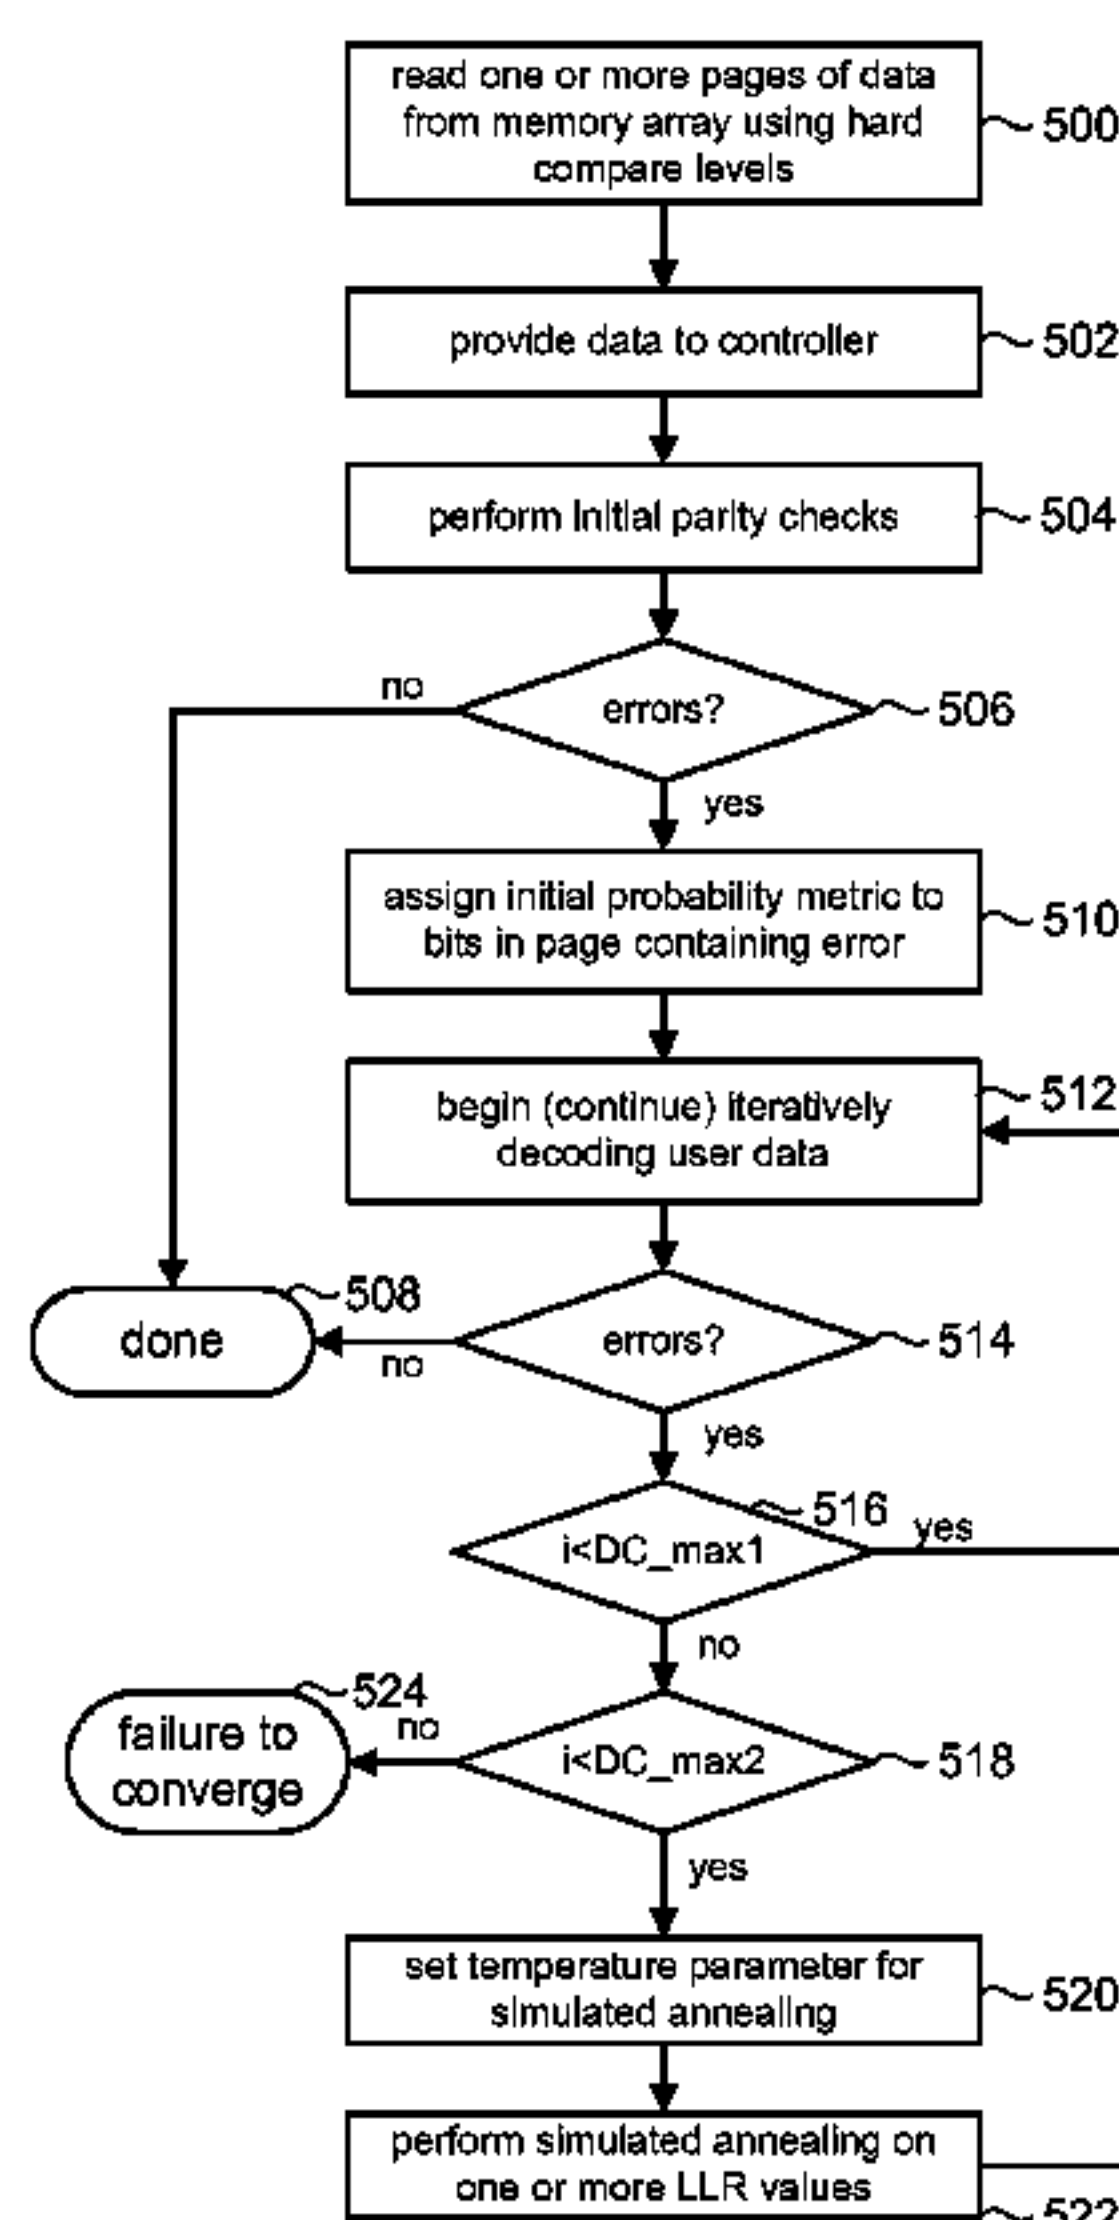 read one or more pages of data
from memory array using hard
compare levels
500
provide data to controller
502
perform initial parity checks
504
no
errors?
506
yes
assign initial probability metric to
bits in page containing error
510
begin (continue) iteratively
decoding user data
512
508
done
no
errors?
514
yes
516
i<DC_max1
yes
no
524
failure to
converge
no
i<DC_max2
518
yes
set temperature parameter for
simulated annealing
520
perform simulated annealing on
one or more LLR values
522